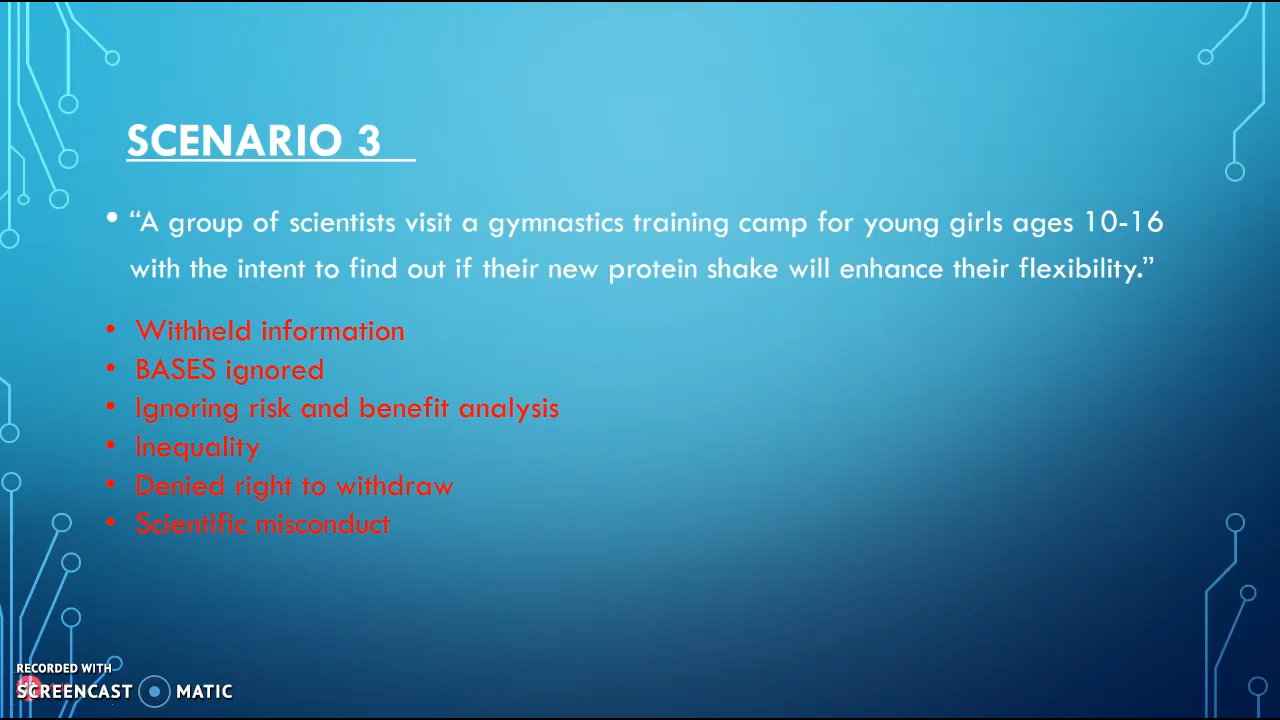 SCENARIO 3
• “A group of scientists visit a gymnastics training camp for young girls ages 10-16
with the intent to find out if their new protein shake will enhance their flexibility.”
• Withheld information
• BASES ignored
• Ignoring risk and benefit analysis
• Inequality
• Denied right to withdraw
• Scientific misconduct
RECORDED WITH
SCREENCAST MATIC